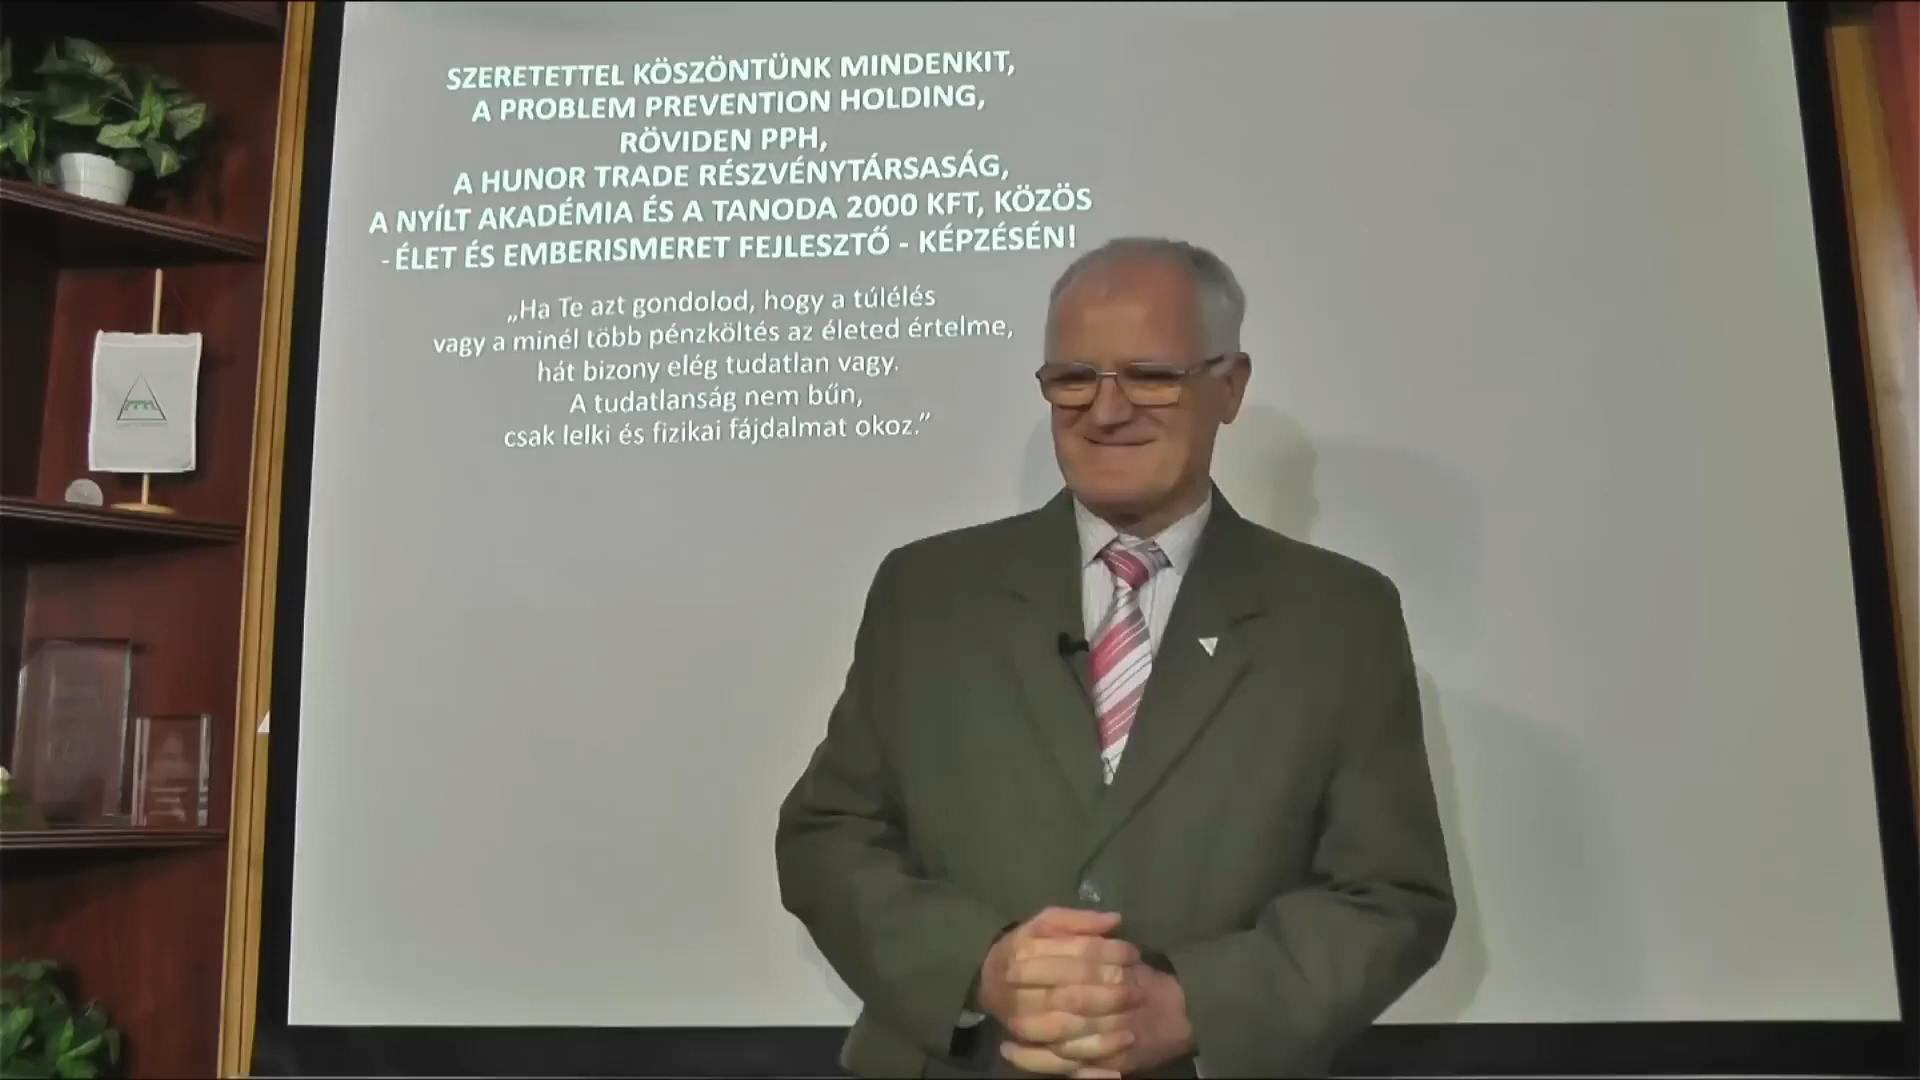 SZERETETTEL KÖSZÖNTÜNK MINDENKIT,
A PROBLEM PREVENTION HOLDING,
RÖVIDEN PPH,
A HUNOR TRADE RÉSZVÉNYTÁRSASÁG,
A NYÍLT AKADÉMIA ÉS A TANODA 2000 KFT, KÖZÖS
- ÉLET ÉS EMBERISMERET FEJLESZTŐ - KÉPZÉSÉN!
„Ha Te azt gondolod, hogy a túlélés
vagy a minél több pénzköltés az életed értelme,
hát bizony elég tudatlan vagy.
A tudatlanság nem bűn,
csak lelki és fizikai fájdalmat okoz.”